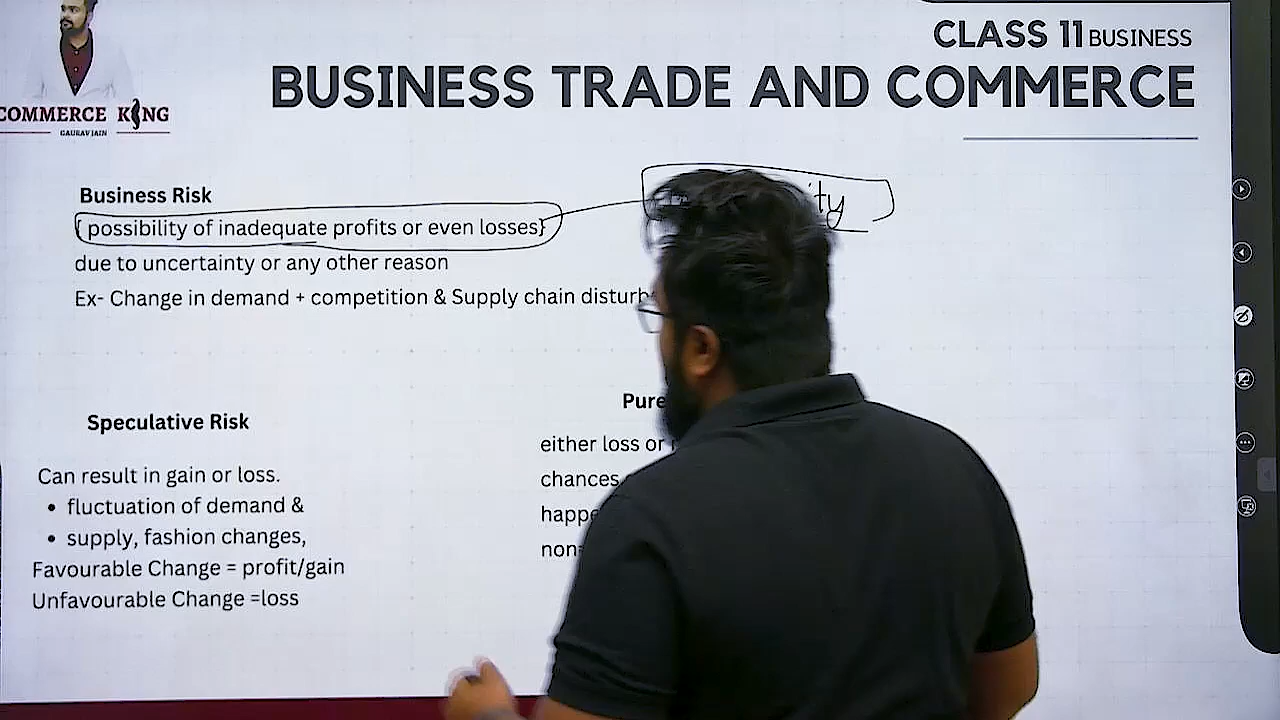 CLASS 11 BUSINESS
BUSINESS TRADE AND COMMERCE
COMMERCE KING
GAURAV JAIN
Business Risk
{ possibility of inadequate profits or even losses}
due to uncertainty or any other reason
Ex- Change in demand + competition & Supply chain
Speculative Risk
Can result in gain or loss.
• fluctuation of demand &
• supply, fashion changes,
Favourable Change = profit/gain
Unfavourable Change =loss
Pure
either loss or
chances